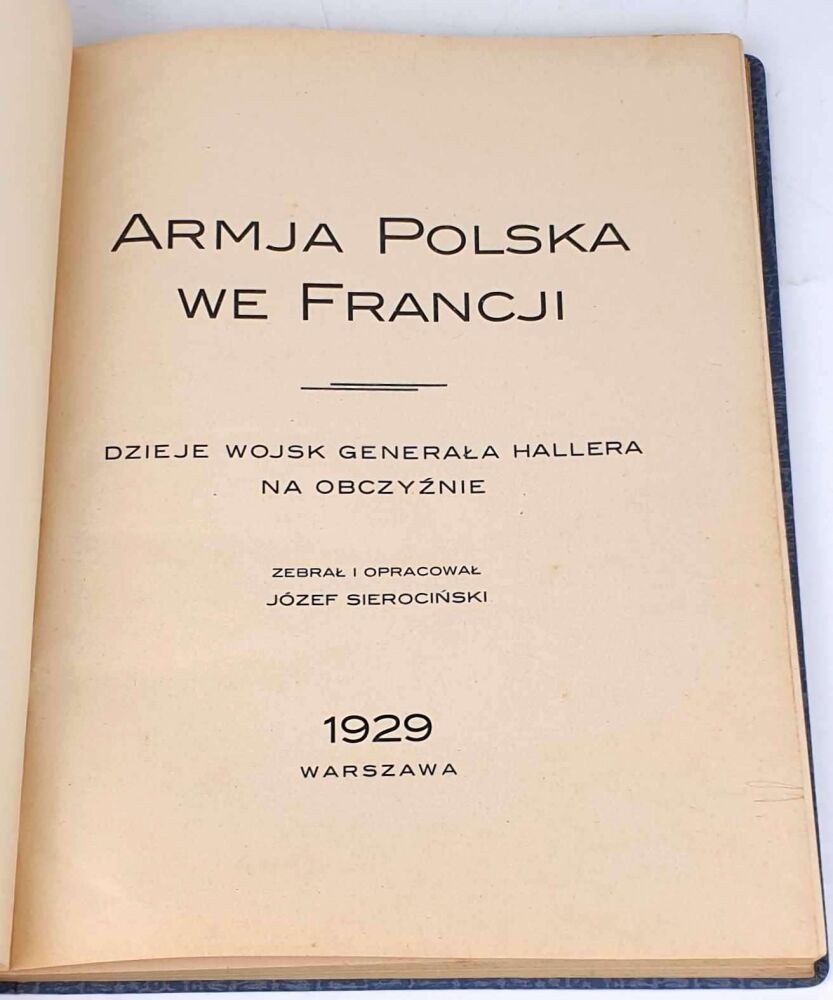 ARMJA POLSKA
WE FRANCJI
DZIEJE WOJSK GENERAŁA HALLERA
NA OBCZYŹNIE
ZEBRAŁ I OPRACOWAŁ
JÓZEF SIEROCIŃSKI
1929
WARSZAWA